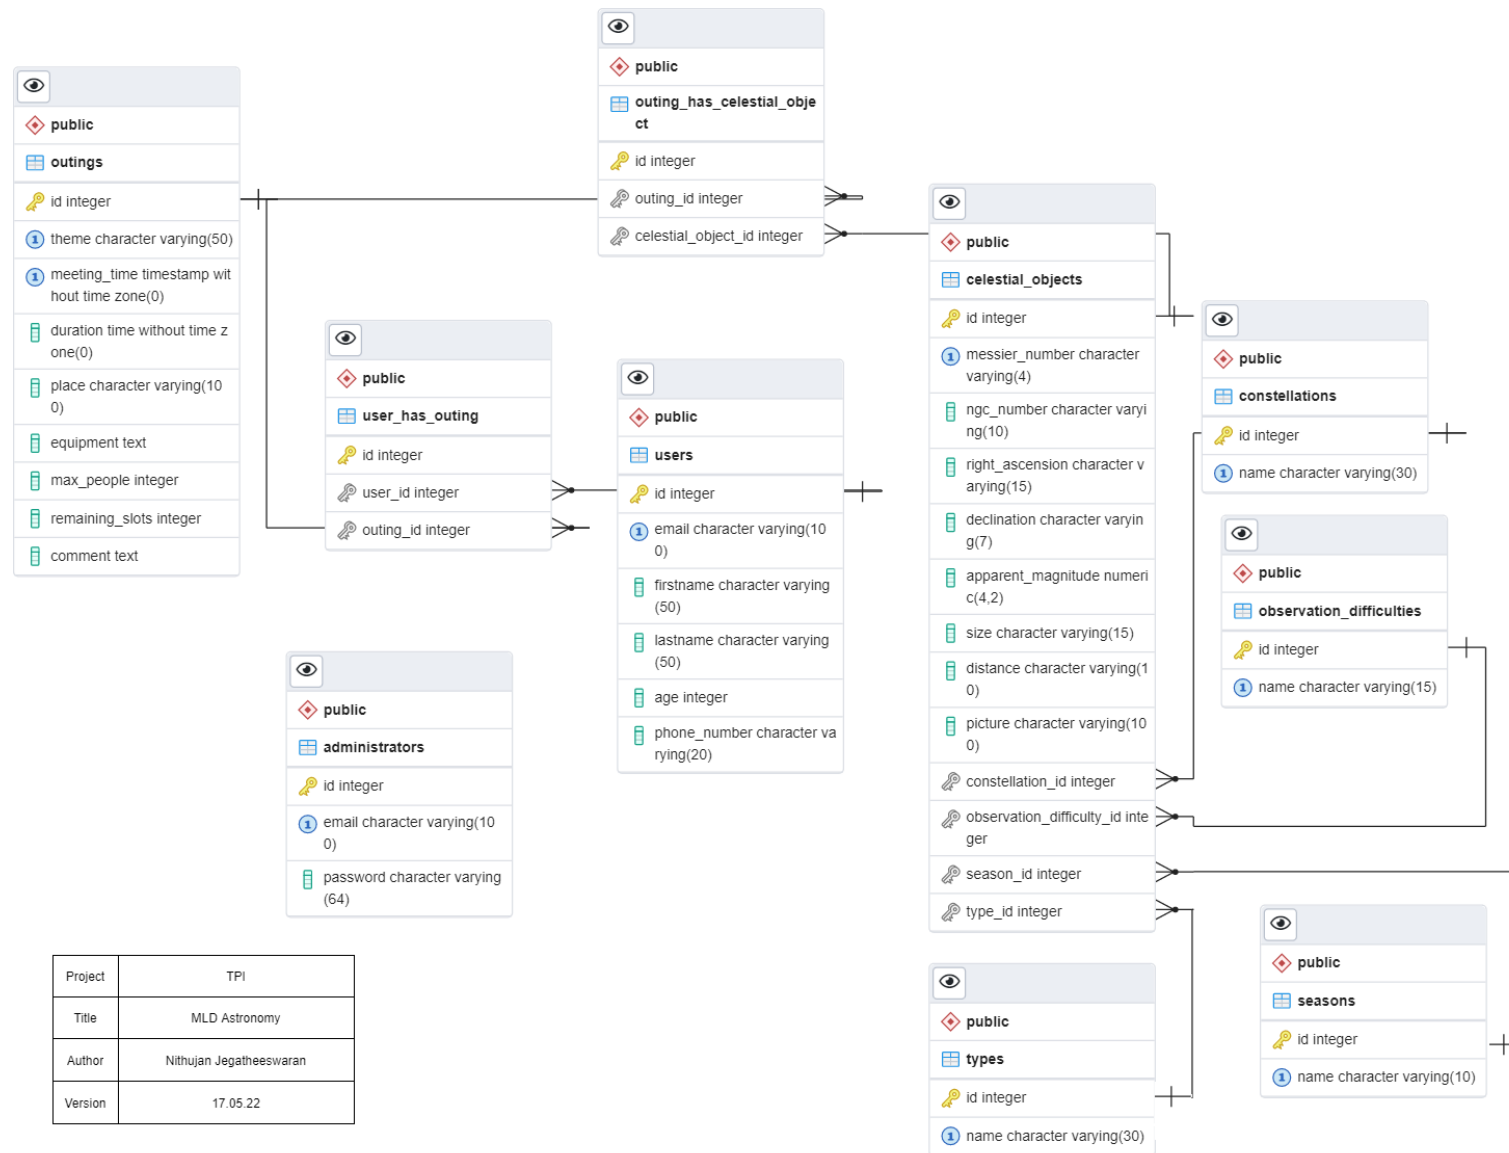 public
outings
id integer
theme character varying(50)
meeting_time timestamp wit
hout time zone(0)
duration time without time z
one(0)
place character varying(10
0)
equipment text
max_people integer
remaining_slots integer
comment text
public
outing_has_celestial_obje
ct
id integer
outing_id integer
celestial_object_id integer
public
user_has_outing
id integer
user_id integer
outing_id integer
public
users
id integer
email character varying(10
0)
firstname character varying
(50)
lastname character varying
(50)
age integer
phone_number character va
rying(20)
public
administrators
id integer
email character varying(10
0)
password character varying
(64)
public
celestial_objects
id integer
messier_number character
varying(4)
ngc_number character varyi
ng(10)
right_ascension character v
arying(15)
declination character varyin
g(7)
apparent_magnitude numeri
c(4,2)
size character varying(15)
distance character varying(1
0)
picture character varying(10
0)
constellation_id integer
observation_difficulty_id inte
ger
season_id integer
type_id integer
public
constellations
id integer
name character varying(30)
public
observation_difficulties
id integer
name character varying(15)
public
seasons
id integer
name character varying(10)
public
types
id integer
name character varying(30)
Project TPI
Title MLD Astronomy
Author Nithujan Jegatheeswaran
Version 17.05.22